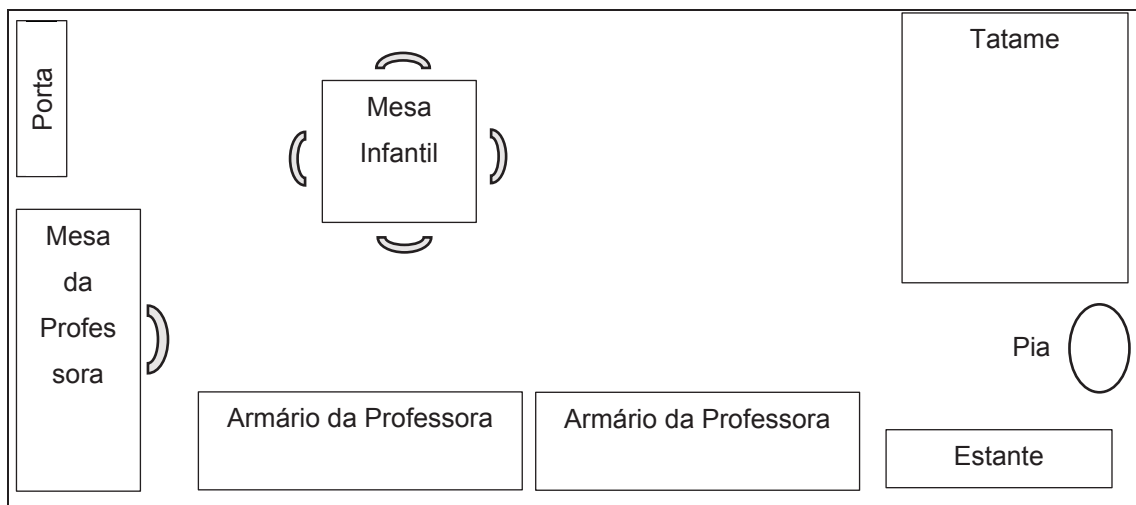 Porta
Mesa
Infantil
Tatame
Mesa
da
Profes
sora
Pia
Armário da Professora
Armário da Professora
Estante